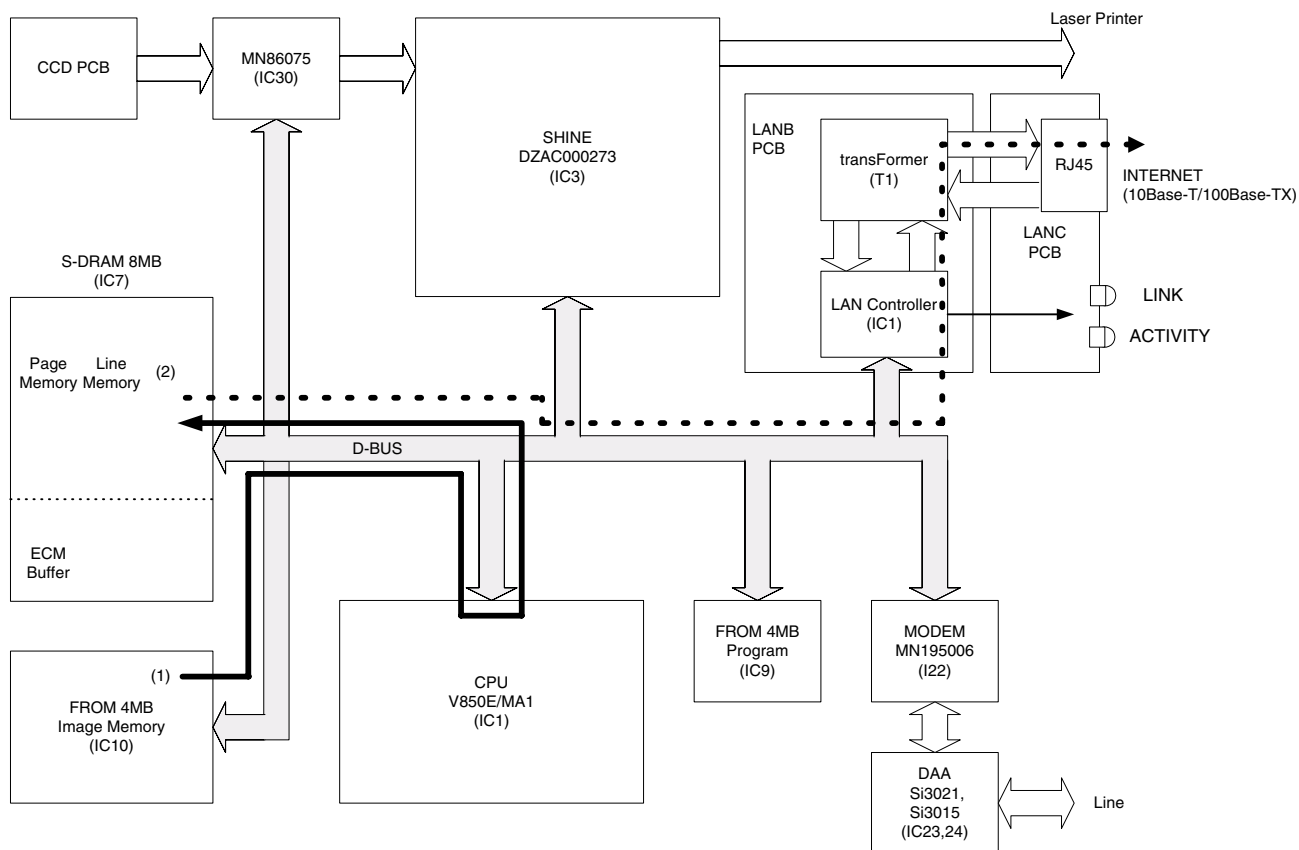 Laser Printer
CCD PCB
MN86075
(IC30)
SHINE
DZAC000273
(IC3)
LANB
PCB
transFormer
(T1)
RJ45
INTERNET
(10Base-T/100Base-TX)
LANC
PCB
S-DRAM 8MB
(IC7)
LAN Controller
(IC1)
LINK
ACTIVITY
Page
Memory
Line
Memory
(2)
D-BUS
ECM
Buffer
(1)
FROM 4MB
Image Memory
(IC10)
CPU
V850E/MA1
(IC1)
FROM 4MB
Program
(IC9)
MODEM
MN195006
(I22)
DAA
Si3021,
Si3015
(IC23,24)
Line